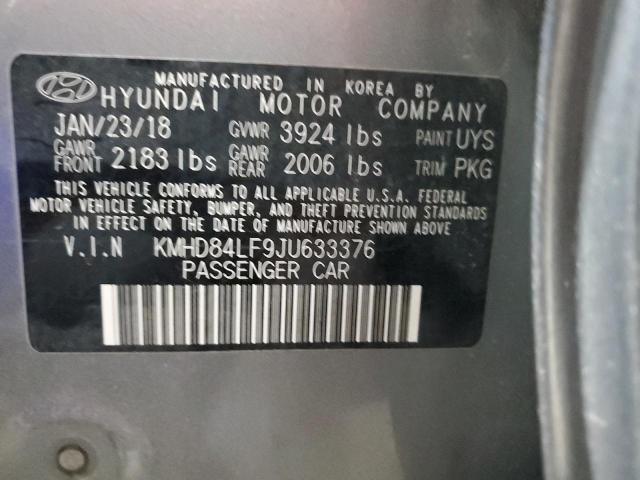 MANUFACTURED IN KOREA BY
HYUNDAI MOTOR COMPANY
JAN/23/18 GVWR 3924 lbs PAINT UYS
GAWR FRONT 2183 lbs GAWR REAR 2006 lbs TRIM PKG
THIS VEHICLE CONFORMS TO ALL APPLICABLE U.S.A. FEDERAL
MOTOR VEHICLE SAFETY, BUMPER, AND THEFT PREVENTION STANDARDS
IN EFFECT ON THE DATE OF MANUFACTURE SHOWN ABOVE.
V.I.N KMHD84LF9JU633376
PASSENGER CAR